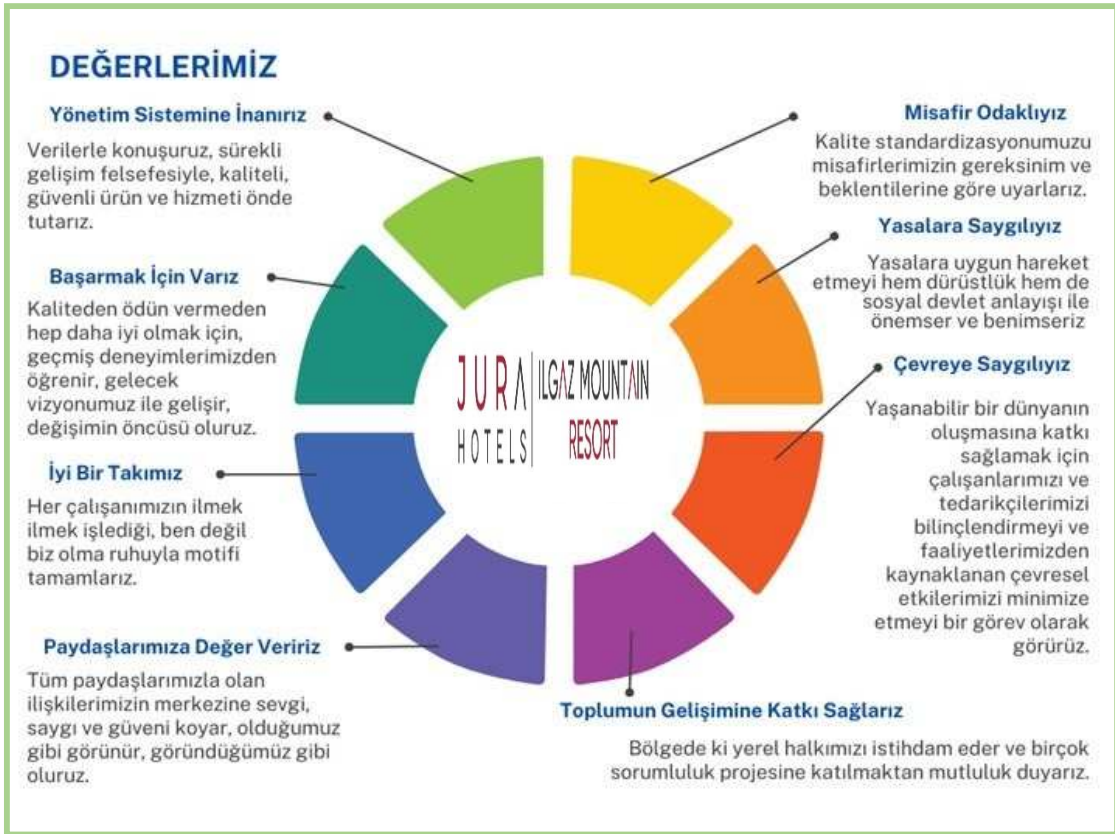 DEĞERLERİMİZ
Yönetim Sistemine İnanırız
Verilerle konuşuruz, sürekli
gelişim felsefesiyle, kaliteli,
güvenli ürün ve hizmeti önde
tutarız.
Başarmak İçin Varız
Kaliteden ödün vermeden
hep daha iyi olmak için,
geçmiş deneyimlerimizden
öğrenir, gelecek
vizyonumuz ile gelişir,
değişimin öncüsü oluruz.
İyi Bir Takımız
Her çalışanımızın ilmek
ilmek işlediği, ben değil
biz olma ruhuyla motifi
tamamlarız.
Paydaşlarımıza Değer Veririz
Tüm paydaşlarımızla olan
ilişkilerimizin merkezine sevgi,
saygı ve güveni koyar, olduğumuz
gibi görünür, göründüğümüz gibi
oluruz.
JURA
HOTELS
ILGAZ MOUNTAIN
RESORT
Misafir Odaklıyız
Kalite standardizasyonumuzu
misafirlerimizin gereksinim ve
beklentilerine göre uyarlarız.
Yasalara Saygılıyız
Yasalara uygun hareket
etmeyi hem dürüstlük hem de
sosyal devlet anlayışı ile
önemser ve benimseriz
Çevreye Saygılıyız
Yaşanabilir bir dünyanın
oluşmasına katkı
sağlamak için
çalışanlarımızı ve
tedarikçilerimizi
bilinçlendirmeyi ve
faaliyetlerimizden
kaynaklanan çevresel
etkilerimizi minimize
etmeyi bir görev olarak
görürüz.
Toplumun Gelişimine Katkı Sağlarız
Bölgede ki yerel halkımızı istihdam eder ve birçok
sorumluluk projesine katılmaktan mutluluk duyarız.